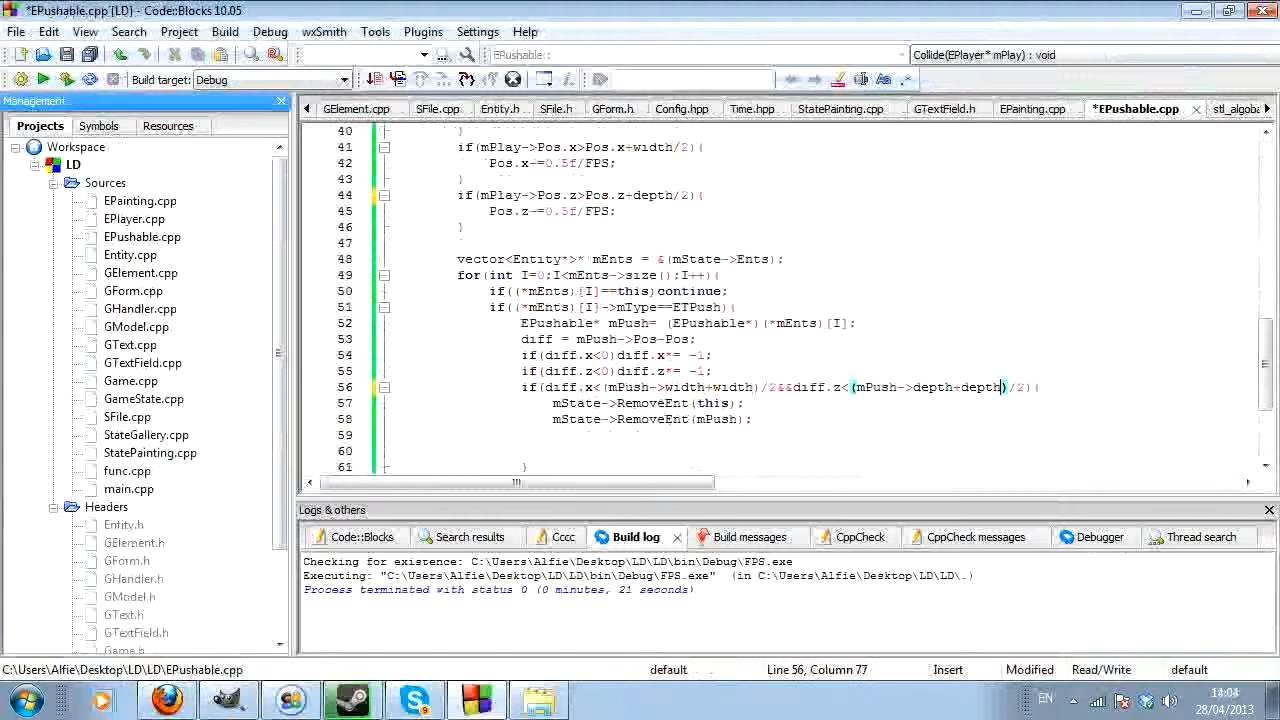 *EPushable.cpp [LD] - Code::Blocks 10.05
File Edit View Search Project Build Debug wxSmith Tools Plugins Settings Help
EPushable:: Collide(EPlayer* mPlay) : void
Build target: Debug
Management
Projects Symbols Resources
GElement.cpp SFile.cpp Entity.h SFile.h GForm.h Config.hpp Time.hpp StatePainting.cpp GTextField.h EPainting.cpp *EPushable.cpp stl_algoba
Workspace
LD
Sources
EPainting.cpp
EPlayer.cpp
EPushable.cpp
Entity.cpp
GElement.cpp
GForm.cpp
GHandler.cpp
GModel.cpp
GText.cpp
GTextField.cpp
Game.cpp
GameState.cpp
SFile.cpp
StateGallery.cpp
StatePainting.cpp
func.cpp
main.cpp
Headers
Entity.h
GElement.h
GForm.h
GHandler.h
GModel.h
GText.h
GTextField.h
Game.h
40 }
41 if(mPlay->Pos.x>Pos.x+width/2){
42 Pos.x-=0.5f/FPS;
43 }
44 if(mPlay->Pos.z>Pos.z+depth/2){
45 Pos.z-=0.5f/FPS;
46 }
47
48 vector<Entity*>* mEnts = &(mState->Ents);
49 for(int I=0;I<mEnts->size();I++){
50 if((*mEnts)[I]==this)continue;
51 if((*mEnts)[I]->mType==ETPush){
52 EPushable* mPush= (EPushable*)(*mEnts)[I];
53 diff = mPush->Pos-Pos;
54 if(diff.x<0)diff.x*= -1;
55 if(diff.z<0)diff.z*= -1;
56 if(diff.x<(mPush->width+width)/2&&diff.z<(mPush->depth+depth)/2){
57 mState->RemoveEnt(this);
58 mState->RemoveEnt(mPush);
59
60
61 }
Logs & others
Code::Blocks Search results Cccc Build log Build messages CppCheck CppCheck messages Debugger Thread search
Checking for existence: C:\Users\Alfie\Desktop\LD\LD\bin\Debug\FPS.exe
Executing: "C:\Users\Alfie\Desktop\LD\LD\bin\Debug\FPS.exe" (in C:\Users\Alfie\Desktop\LD\LD\.)
Process terminated with status 0 (0 minutes, 21 seconds)
C:\Users\Alfie\Desktop\LD\LD\EPushable.cpp default Line 56, Column 77 Insert Modified Read/Write default
EN 14:04
28/04/2013